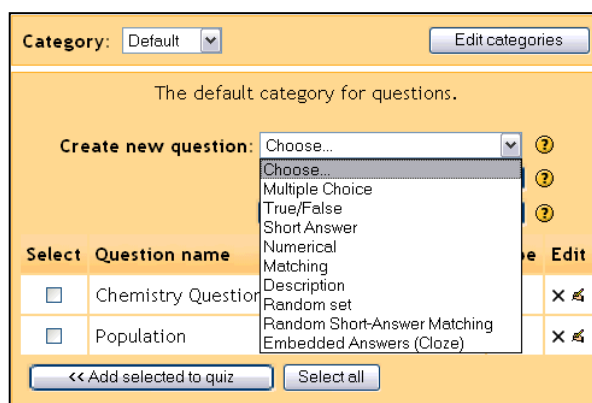 Category: Default Edit categories
The default category for questions.
Create new question: Choose...
Choose...
Multiple Choice
True/False
Short Answer
Numerical
Matching
Description
Random set
Random Short-Answer Matching
Embedded Answers (Cloze)
Select Question name Edit
Chemistry Question
Population
<< Add selected to quiz Select all